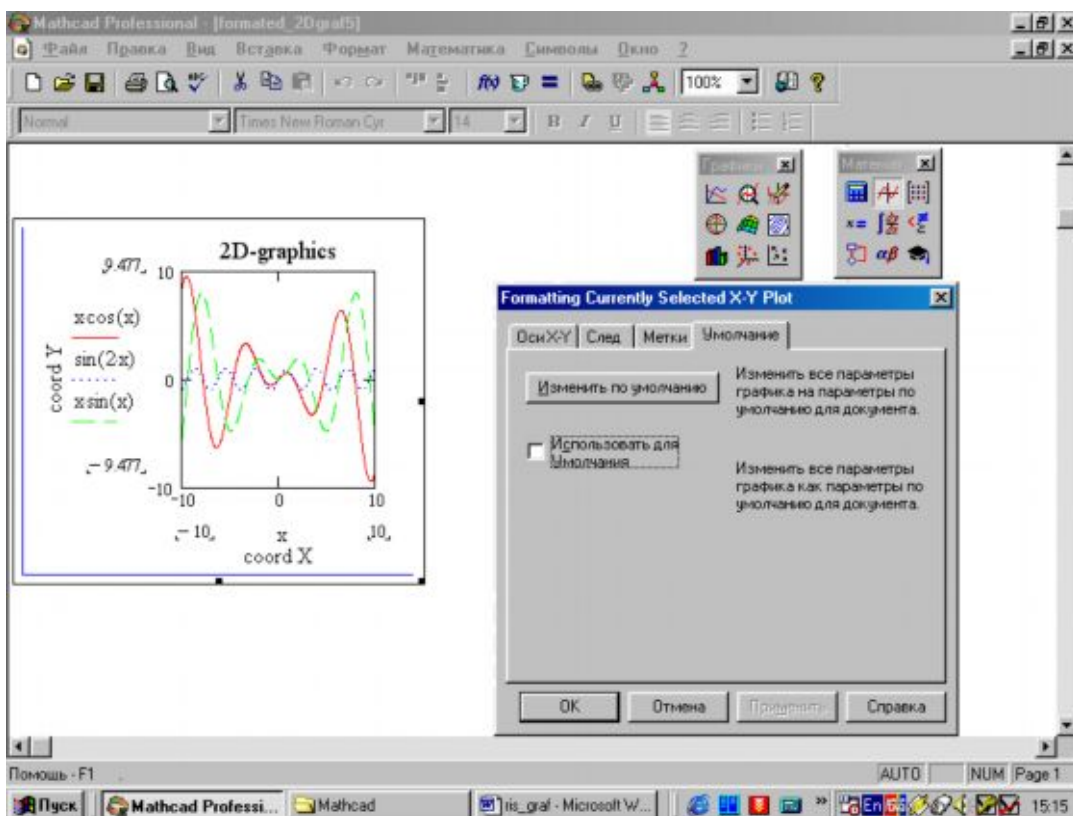 Mathcad Professional - [formated_2Dgraf5]
Файл Правка Вид Вставка Формат Математика Символы Окно ?
100%
Normal Times New Roman Cyr 14 B I U
2D-graphics
9.477
10
x cos(x)
sin(2x)
x sin(x)
coord Y
0
-9.477
-10
-10 0 10
-10 x 10
coord X
Formatting Currently Selected X-Y Plot
Оси X-Y След Метки Умолчание
Изменить по умолчанию
Изменить все параметры
графика на параметры по
умолчанию для документа.
Использовать для
Умолчания
Изменить все параметры
графика как параметры по
умолчанию для документа.
OK Отмена Применить Справка
Помощь - F1
AUTO NUM Page 1
Пуск Mathcad Professi... Mathcad ris_graf - Microsoft W... » En 15:15